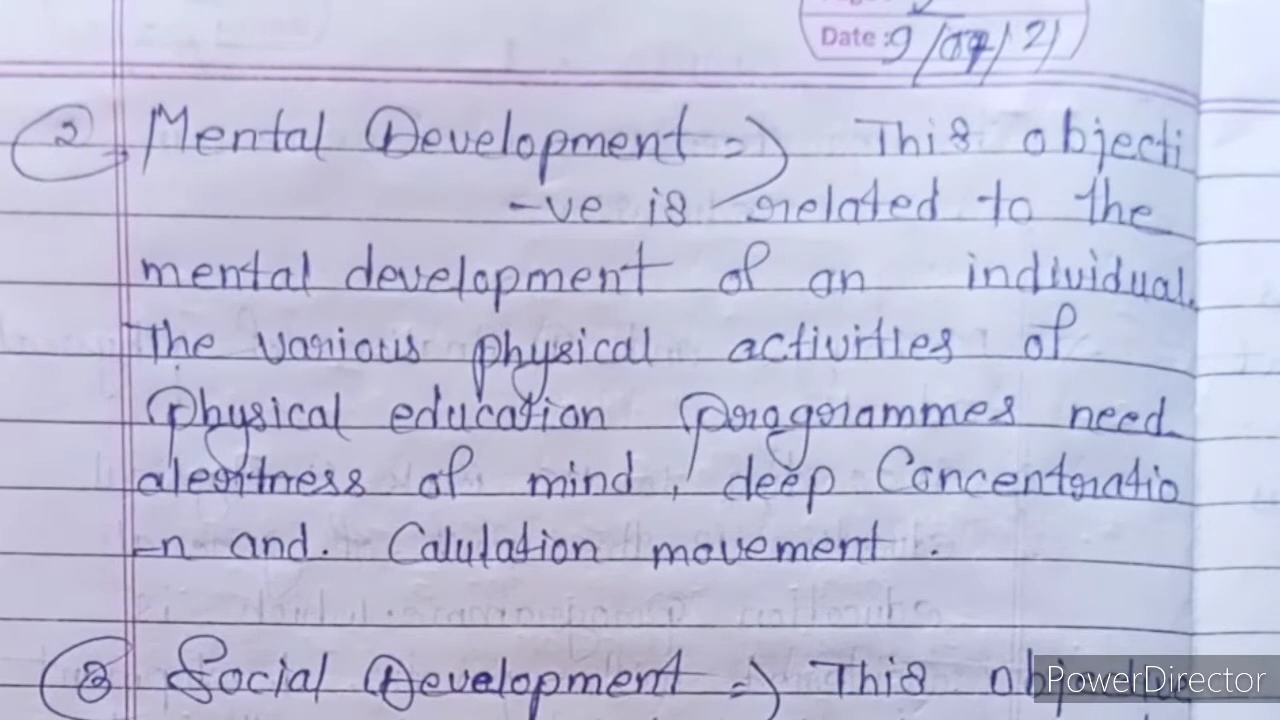 Date : 9/07/21
② Mental Development => This objecti
-ve is related to the
mental development of an individual.
The various physical activities of
Physical education programmes need
alertness of mind, deep Concentratio
-n and. Calulation movement.
③ Social Development => This objective
PowerDirector